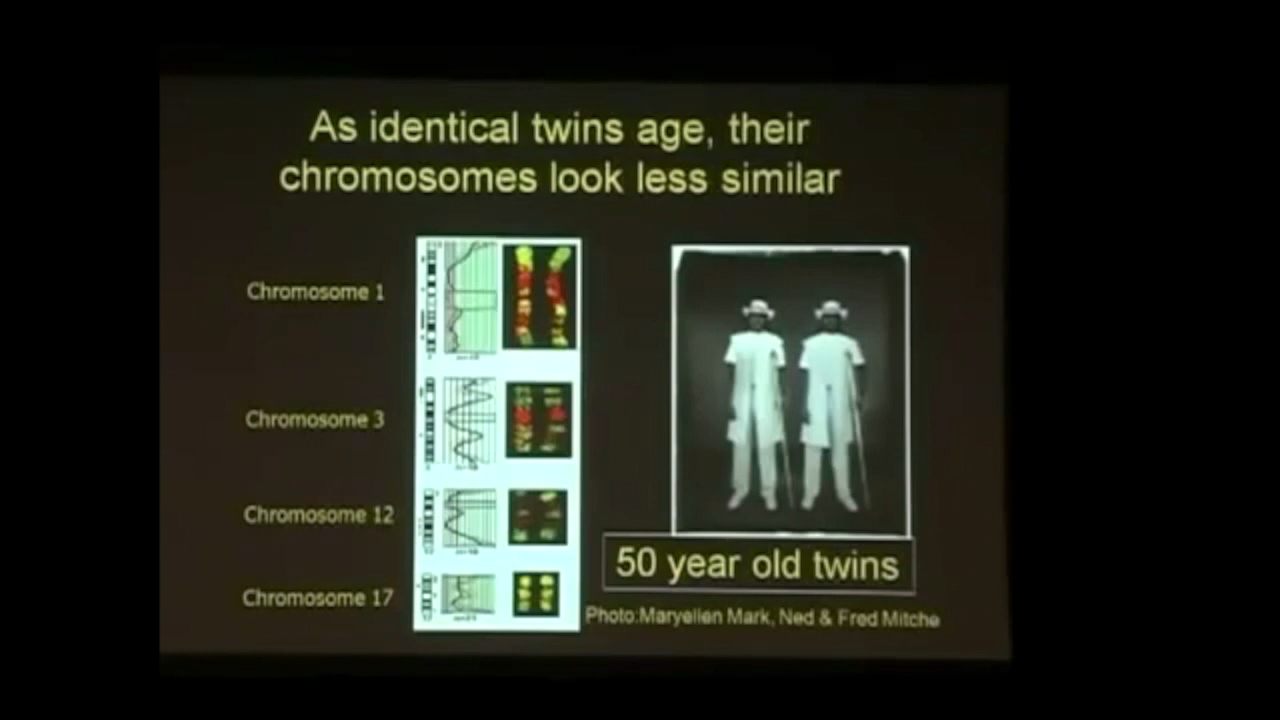 As identical twins age, their
chromosomes look less similar
Chromosome 1
Chromosome 3
Chromosome 12
Chromosome 17
50 year old twins
Photo:Maryellen Mark, Ned & Fred Mitche